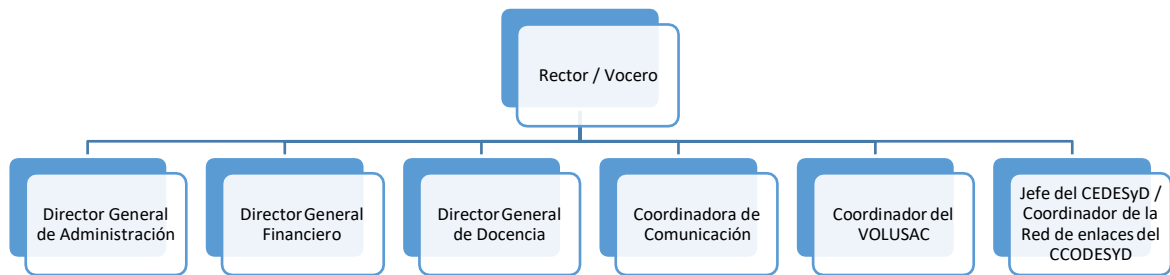 Rector / Vocero
Director General
de Administración
Director General
Financiero
Director General
de Docencia
Coordinadora de
Comunicación
Coordinador del
VOLUSAC
Jefe del CEDESyD /
Coordinador de la
Red de enlaces del
CCODESYD